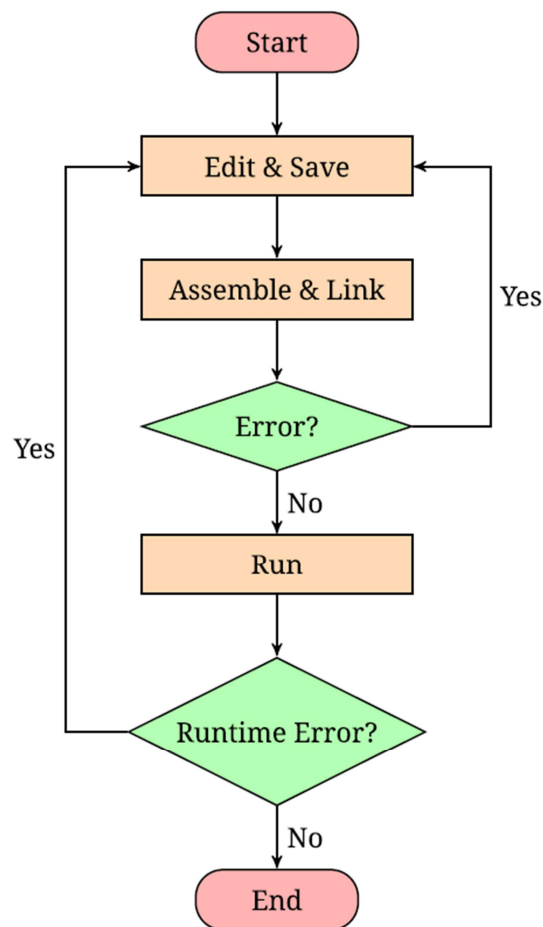 Start
Edit & Save
Assemble & Link
Yes
Error?
Yes
No
Run
Runtime Error?
No
End